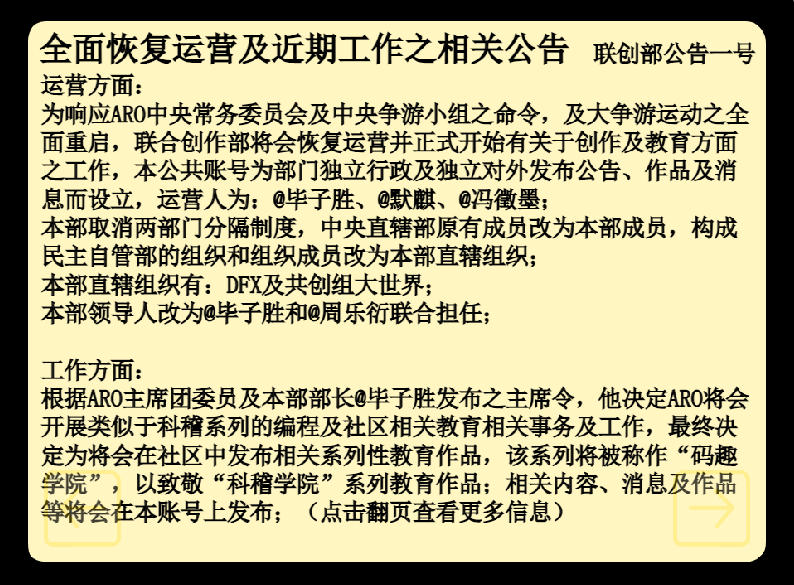 全面恢复运营及近期工作之相关公告 联创部公告一号
运营方面：
为响应ARO中央常务委员会及中央争游小组之命令，及大争游运动之全
面重启，联合创作部将会恢复运营并正式开始有关于创作及教育方面
之工作，本公共账号为部门独立行政及独立对外发布公告、作品及消
息而设立，运营人为：@毕子胜、@默麒、@冯徵墨；
本部取消两部门分隔制度，中央直辖部原有成员改为本部成员，构成
民主自管部的组织和组织成员改为本部直辖组织；
本部直辖组织有：DFX及共创组大世界；
本部领导人改为@毕子胜和@周乐衍联合担任；
工作方面：
根据ARO主席团委员及本部部长@毕子胜发布之主席令，他决定ARO将会
开展类似于科稽系列的编程及社区相关教育相关事务及工作，最终决
定为将会在社区中发布相关系列性教育作品，该系列将被称作“码趣
学院”，以致敬“科稽学院”系列教育作品；相关内容、消息及作品
等将会在本账号上发布；（点击翻页查看更多信息）